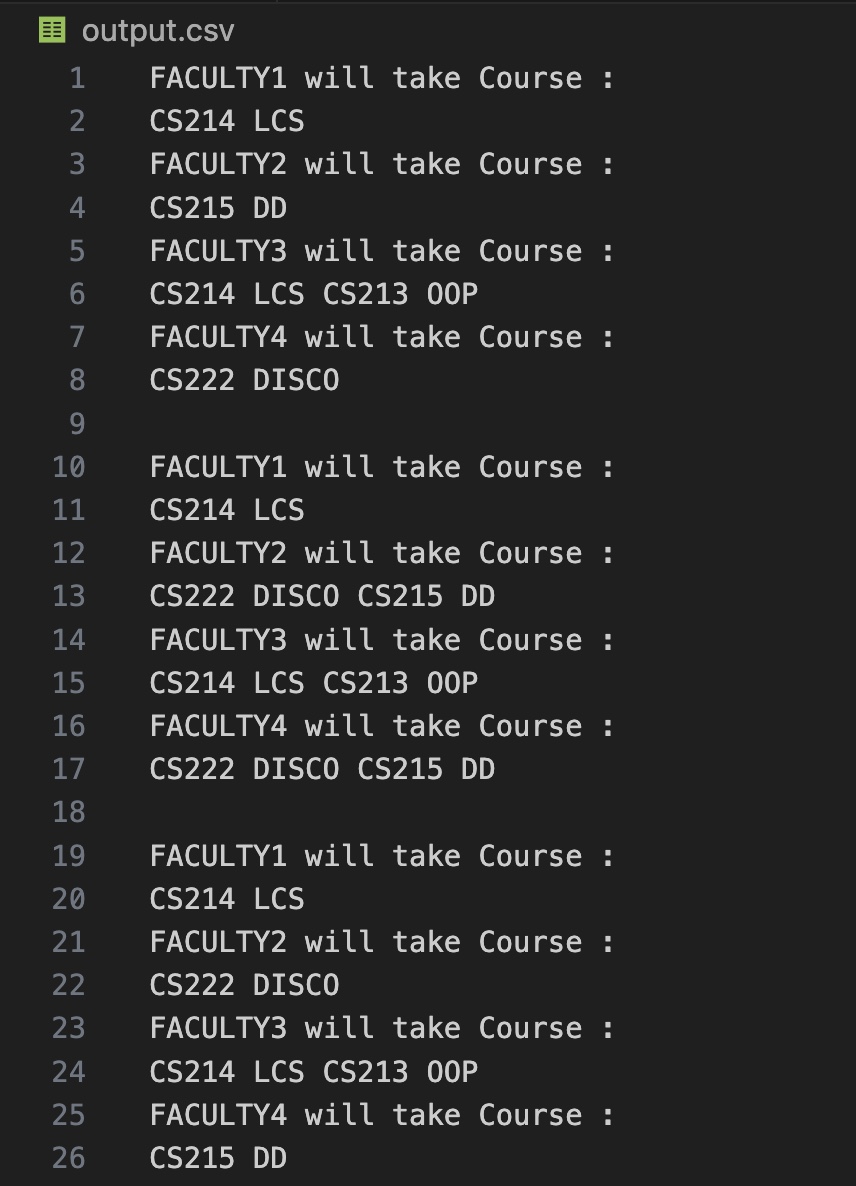 output.csv
1 FACULTY1 will take Course :
2 CS214 LCS
3 FACULTY2 will take Course :
4 CS215 DD
5 FACULTY3 will take Course :
6 CS214 LCS CS213 OOP
7 FACULTY4 will take Course :
8 CS222 DISCO
9
10 FACULTY1 will take Course :
11 CS214 LCS
12 FACULTY2 will take Course :
13 CS222 DISCO CS215 DD
14 FACULTY3 will take Course :
15 CS214 LCS CS213 OOP
16 FACULTY4 will take Course :
17 CS222 DISCO CS215 DD
18
19 FACULTY1 will take Course :
20 CS214 LCS
21 FACULTY2 will take Course :
22 CS222 DISCO
23 FACULTY3 will take Course :
24 CS214 LCS CS213 OOP
25 FACULTY4 will take Course :
26 CS215 DD